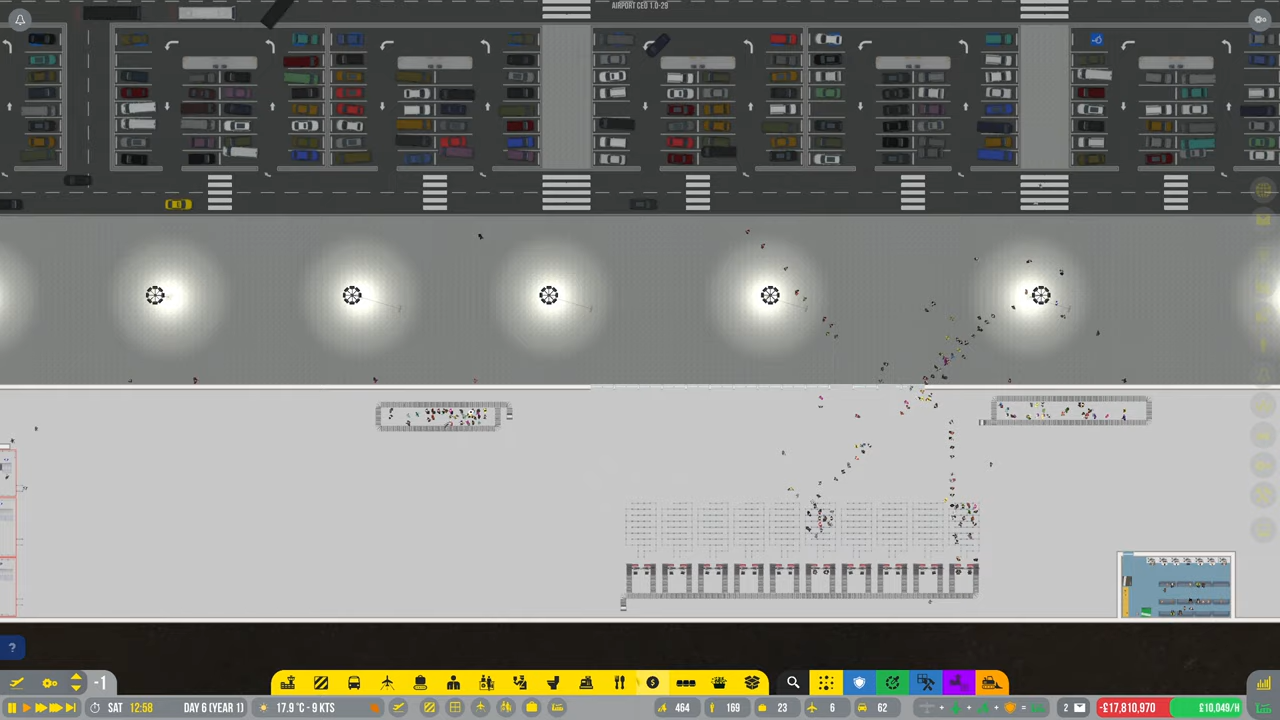 AIRPORT CEO 1.0-29
?
-1
SAT 12:58 DAY 6 (YEAR 1) 17.9°C - 9 KTS 464 169 23 6 62 2 -£17,810,970 £10,049/H